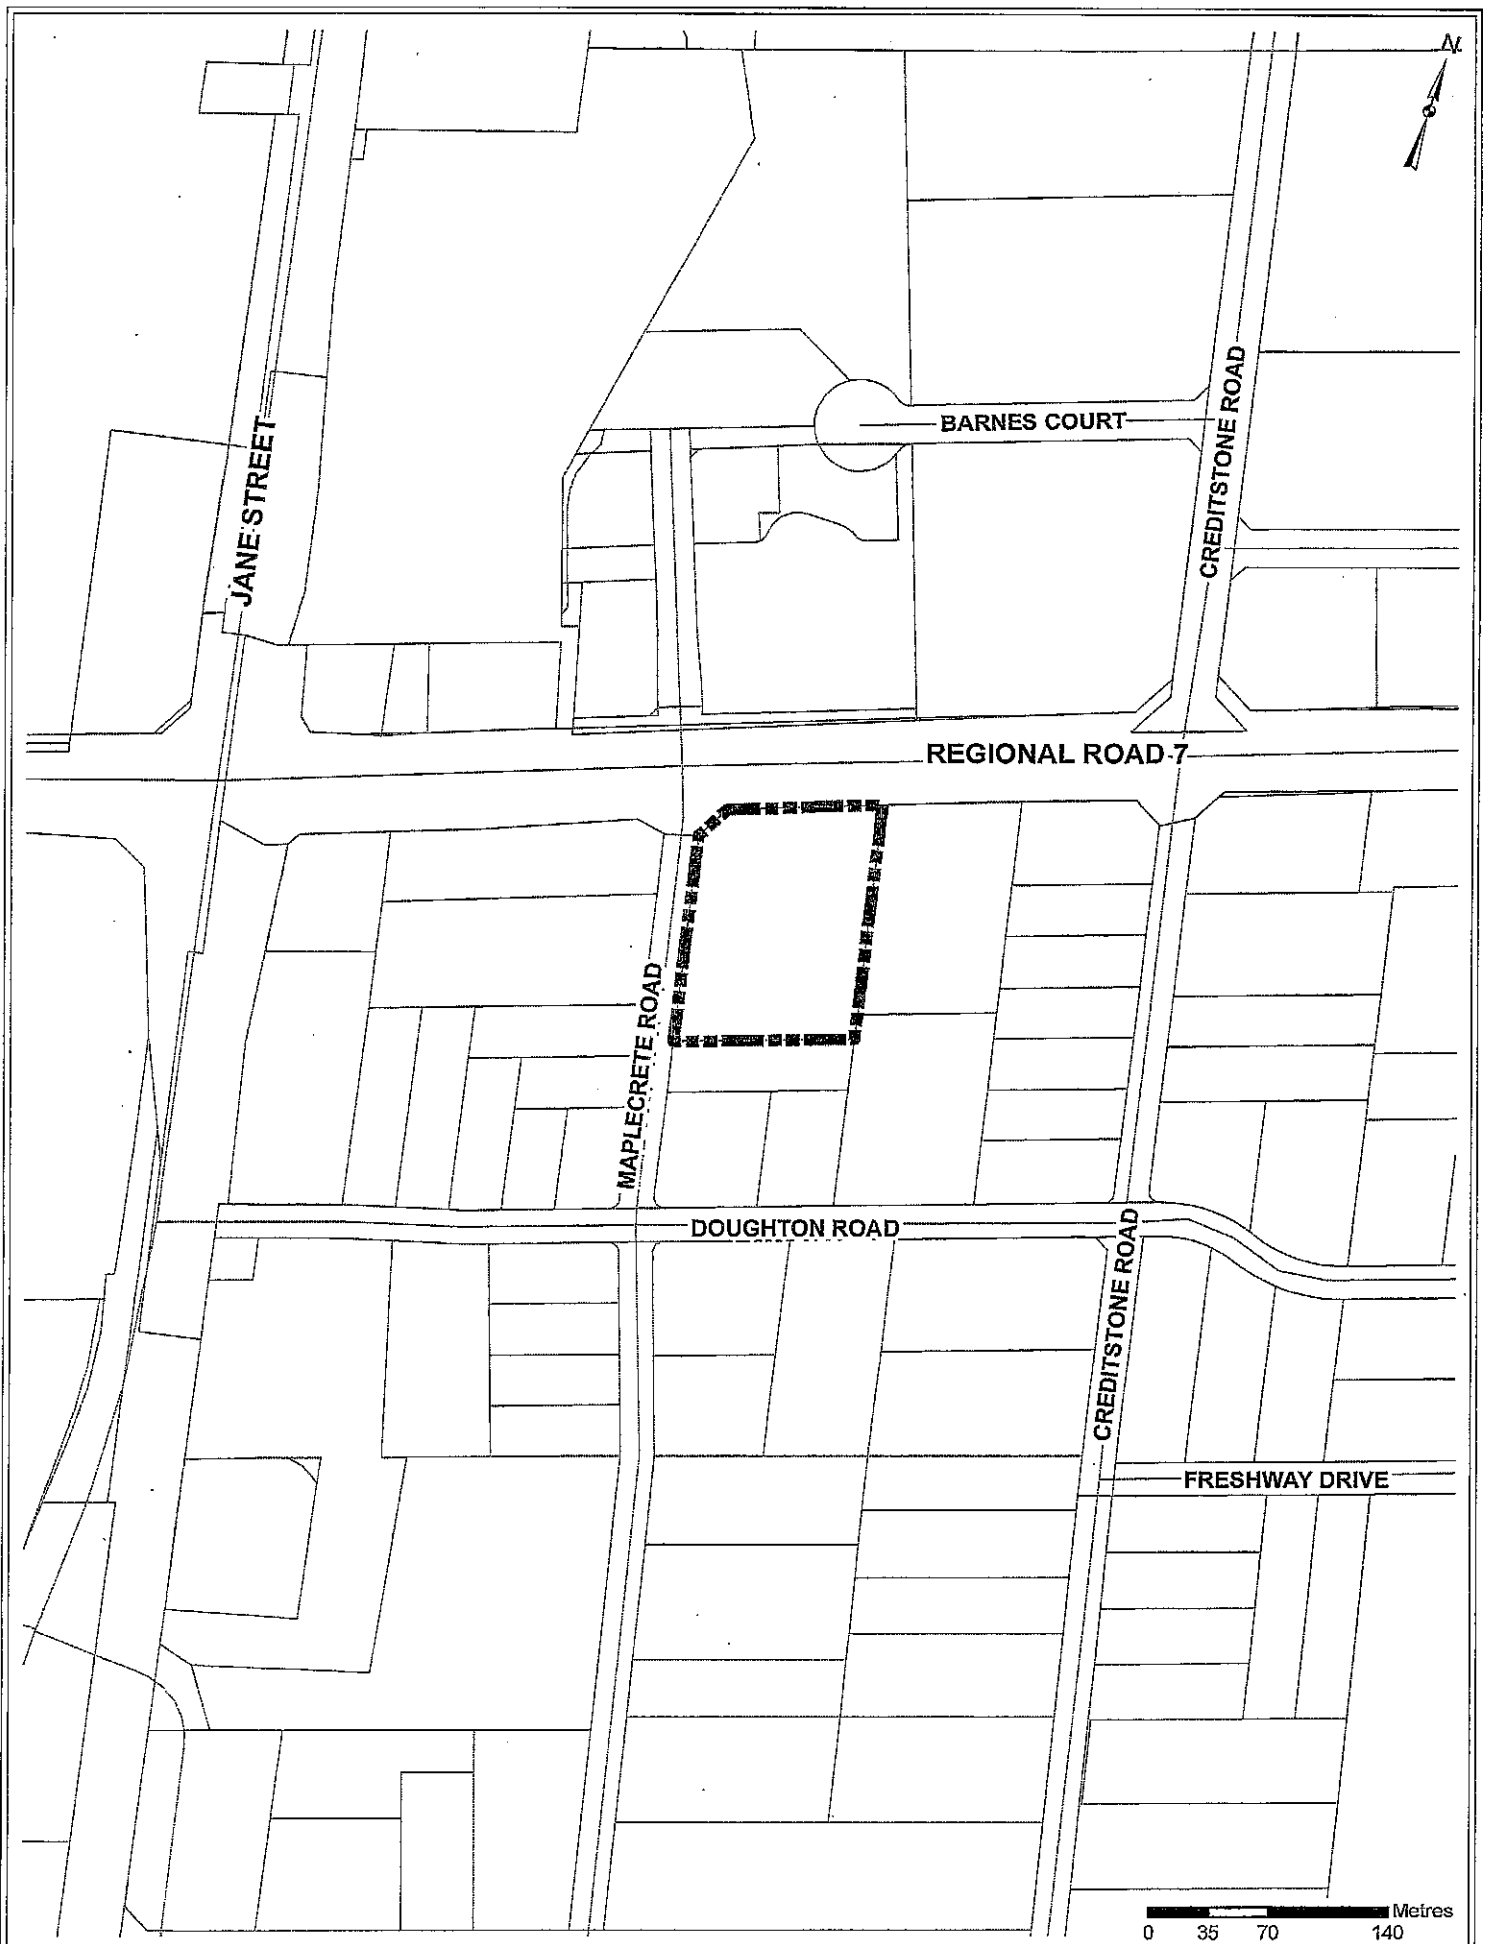 N
BARNES COURT
CREDITSTONE ROAD
JANE STREET
REGIONAL ROAD 7
MAPLECRETE ROAD
DOUGHTON ROAD
CREDITSTONE ROAD
FRESHWAY DRIVE
Metres
0 35 70 140